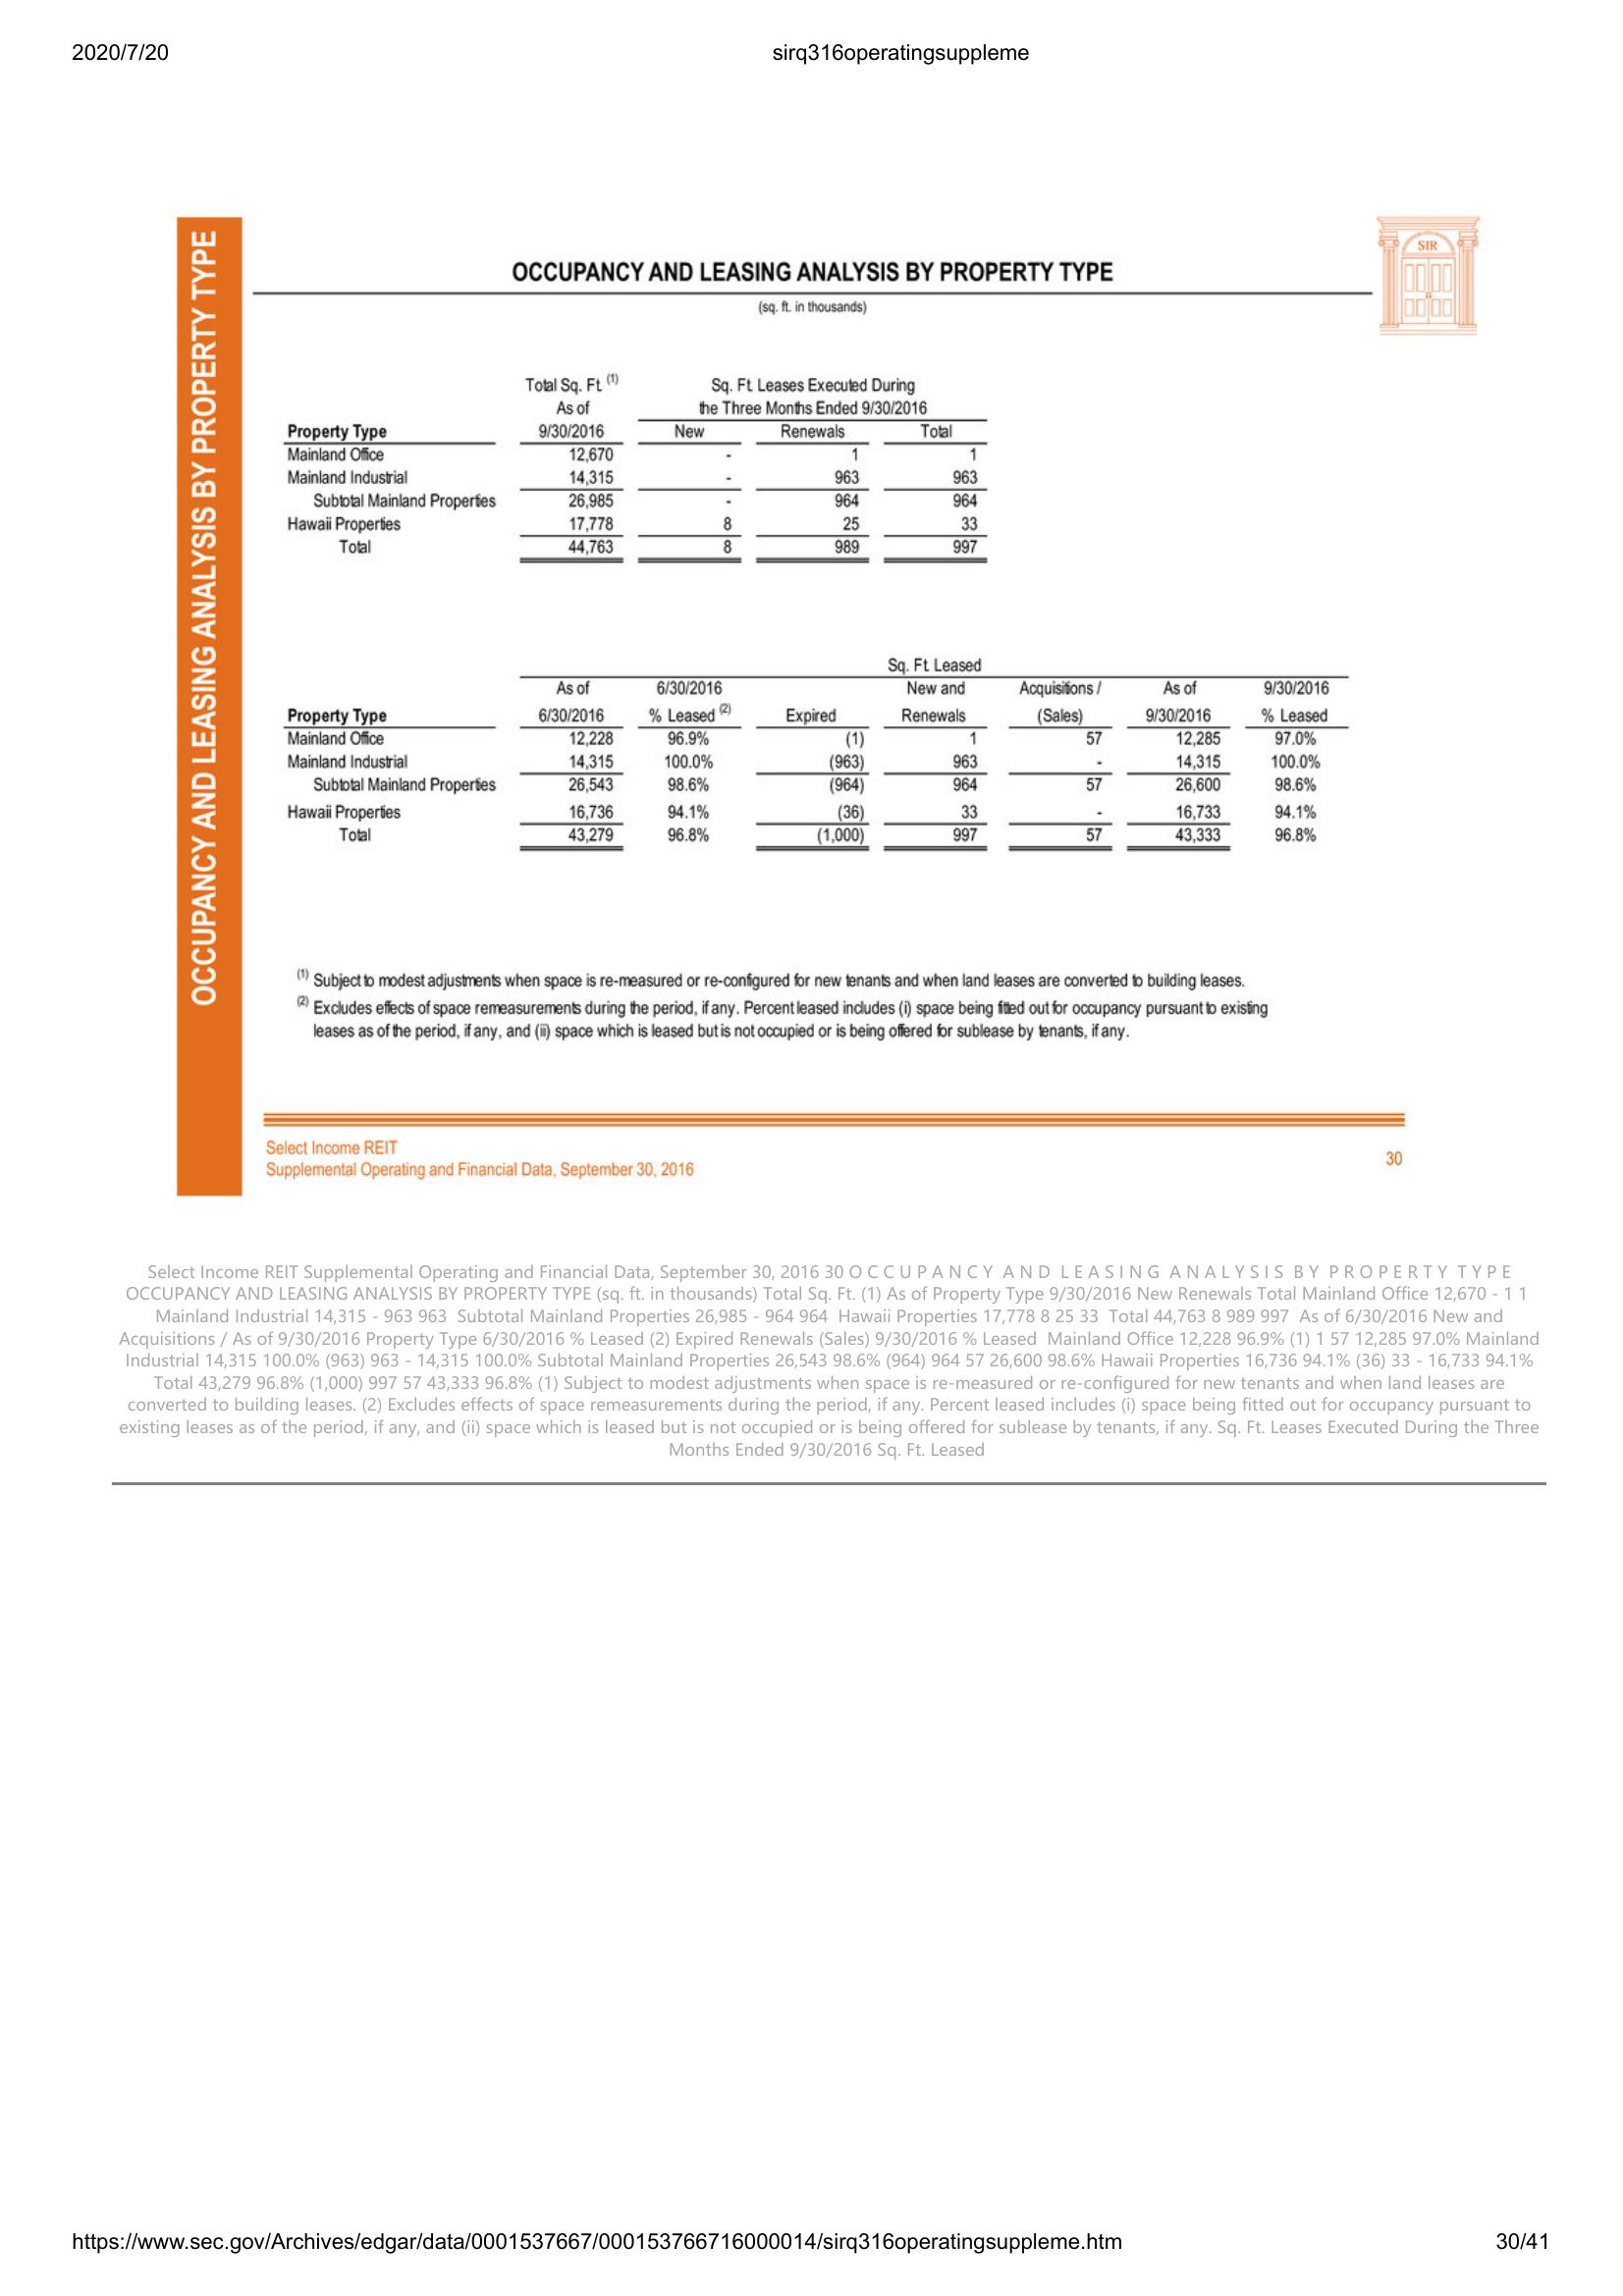 2020/7/20 sirq316operatingsuppleme
OCCUPANCY AND LEASING ANALYSIS BY PROPERTY TYPE
SIR
OCCUPANCY AND LEASING ANALYSIS BY PROPERTY TYPE
(sq. ft. in thousands)
Total Sq. Ft. (1) Sq. Ft. Leases Executed During
As of the Three Months Ended 9/30/2016
Property Type 9/30/2016 New Renewals Total
Mainland Office 12,670 - 1 1
Mainland Industrial 14,315 - 963 963
Subtotal Mainland Properties 26,985 - 964 964
Hawaii Properties 17,778 8 25 33
Total 44,763 8 989 997
Sq. Ft. Leased
As of 6/30/2016 New and Acquisitions / As of 9/30/2016
Property Type 6/30/2016 % Leased (2) Expired Renewals (Sales) 9/30/2016 % Leased
Mainland Office 12,228 96.9% (1) 1 57 12,285 97.0%
Mainland Industrial 14,315 100.0% (963) 963 - 14,315 100.0%
Subtotal Mainland Properties 26,543 98.6% (964) 964 57 26,600 98.6%
Hawaii Properties 16,736 94.1% (36) 33 - 16,733 94.1%
Total 43,279 96.8% (1,000) 997 57 43,333 96.8%
(1) Subject to modest adjustments when space is re-measured or re-configured for new tenants and when land leases are converted to building leases.
(2) Excludes effects of space remeasurements during the period, if any. Percent leased includes (i) space being fitted out for occupancy pursuant to existing
leases as of the period, if any, and (ii) space which is leased but is not occupied or is being offered for sublease by tenants, if any.
Select Income REIT
Supplemental Operating and Financial Data, September 30, 2016 30
Select Income REIT Supplemental Operating and Financial Data, September 30, 2016 30 O C C U P A N C Y A N D L E A S I N G A N A L Y S I S B Y P R O P E R T Y T Y P E
OCCUPANCY AND LEASING ANALYSIS BY PROPERTY TYPE (sq. ft. in thousands) Total Sq. Ft. (1) As of Property Type 9/30/2016 New Renewals Total Mainland Office 12,670 - 1 1
Mainland Industrial 14,315 - 963 963 Subtotal Mainland Properties 26,985 - 964 964 Hawaii Properties 17,778 8 25 33 Total 44,763 8 989 997 As of 6/30/2016 New and
Acquisitions / As of 9/30/2016 Property Type 6/30/2016 % Leased (2) Expired Renewals (Sales) 9/30/2016 % Leased Mainland Office 12,228 96.9% (1) 1 57 12,285 97.0% Mainland
Industrial 14,315 100.0% (963) 963 - 14,315 100.0% Subtotal Mainland Properties 26,543 98.6% (964) 964 57 26,600 98.6% Hawaii Properties 16,736 94.1% (36) 33 - 16,733 94.1%
Total 43,279 96.8% (1,000) 997 57 43,333 96.8% (1) Subject to modest adjustments when space is re-measured or re-configured for new tenants and when land leases are
converted to building leases. (2) Excludes effects of space remeasurements during the period, if any. Percent leased includes (i) space being fitted out for occupancy pursuant to
existing leases as of the period, if any, and (ii) space which is leased but is not occupied or is being offered for sublease by tenants, if any. Sq. Ft. Leases Executed During the Three
Months Ended 9/30/2016 Sq. Ft. Leased
https://www.sec.gov/Archives/edgar/data/0001537667/000153766716000014/sirq316operatingsuppleme.htm 30/41